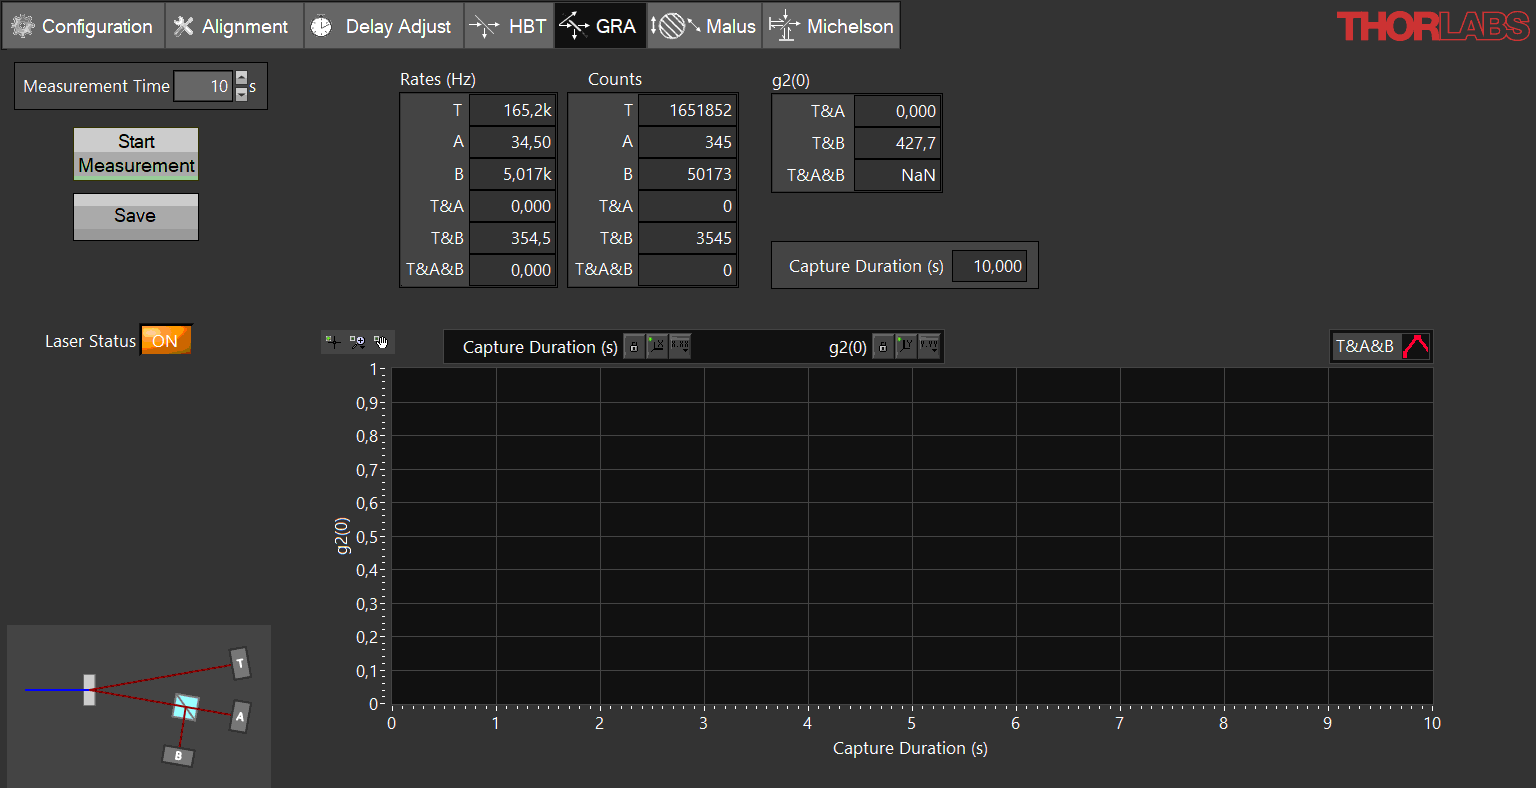 Configuration Alignment Delay Adjust HBT GRA Malus Michelson THORLABS
Measurement Time 10 s
Start
Measurement
Save
Rates (Hz)
T 165,2k
A 34,50
B 5,017k
T&A 0,000
T&B 354,5
T&A&B 0,000
Counts
T 1651852
A 345
B 50173
T&A 0
T&B 3545
T&A&B 0
g2(0)
T&A 0,000
T&B 427,7
T&A&B NaN
Capture Duration (s) 10,000
Laser Status ON
Capture Duration (s) X.XX g2(0) Y.YY T&A&B
g2(0)
1
0,9
0,8
0,7
0,6
0,5
0,4
0,3
0,2
0,1
0
0 1 2 3 4 5 6 7 8 9 10
Capture Duration (s)
T
A
B